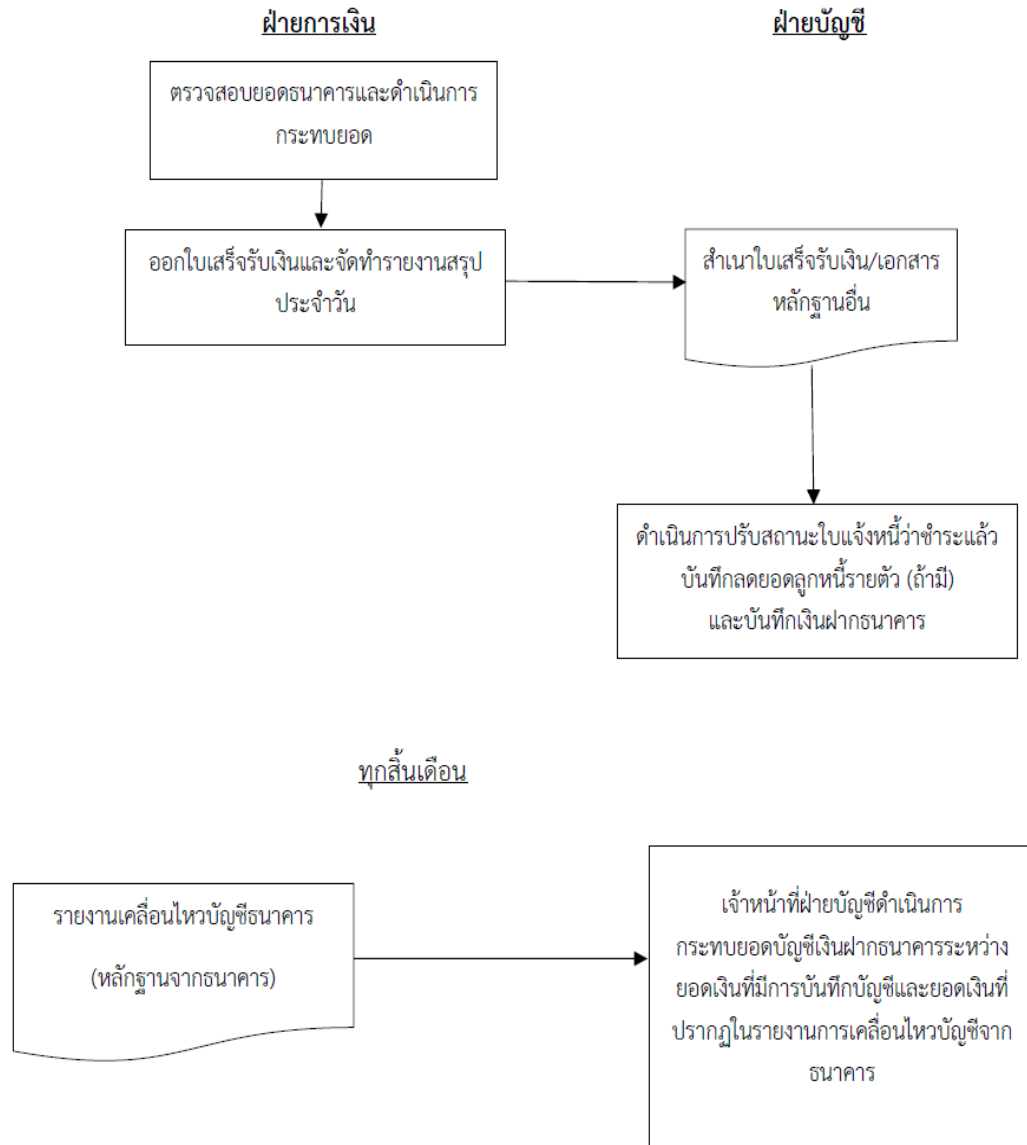 ฝ่ายการเงิน
ฝ่ายบัญชี
ตรวจสอบยอดธนาคารและดำเนินการ
กระทบยอด
ออกใบเสร็จรับเงินและจัดทำรายงานสรุป
ประจำวัน
สำเนาใบเสร็จรับเงิน/เอกสาร
หลักฐานอื่น
ดำเนินการปรับสถานะใบแจ้งหนี้ว่าชำระแล้ว
บันทึกลดยอดลูกหนี้รายตัว (ถ้ามี)
และบันทึกเงินฝากธนาคาร
ทุกสิ้นเดือน
รายงานเคลื่อนไหวบัญชีธนาคาร
(หลักฐานจากธนาคาร)
เจ้าหน้าที่ฝ่ายบัญชีดำเนินการ
กระทบยอดบัญชีเงินฝากธนาคารระหว่าง
ยอดเงินที่มีการบันทึกบัญชีและยอดเงินที่
ปรากฏในรายงานการเคลื่อนไหวบัญชีจาก
ธนาคาร